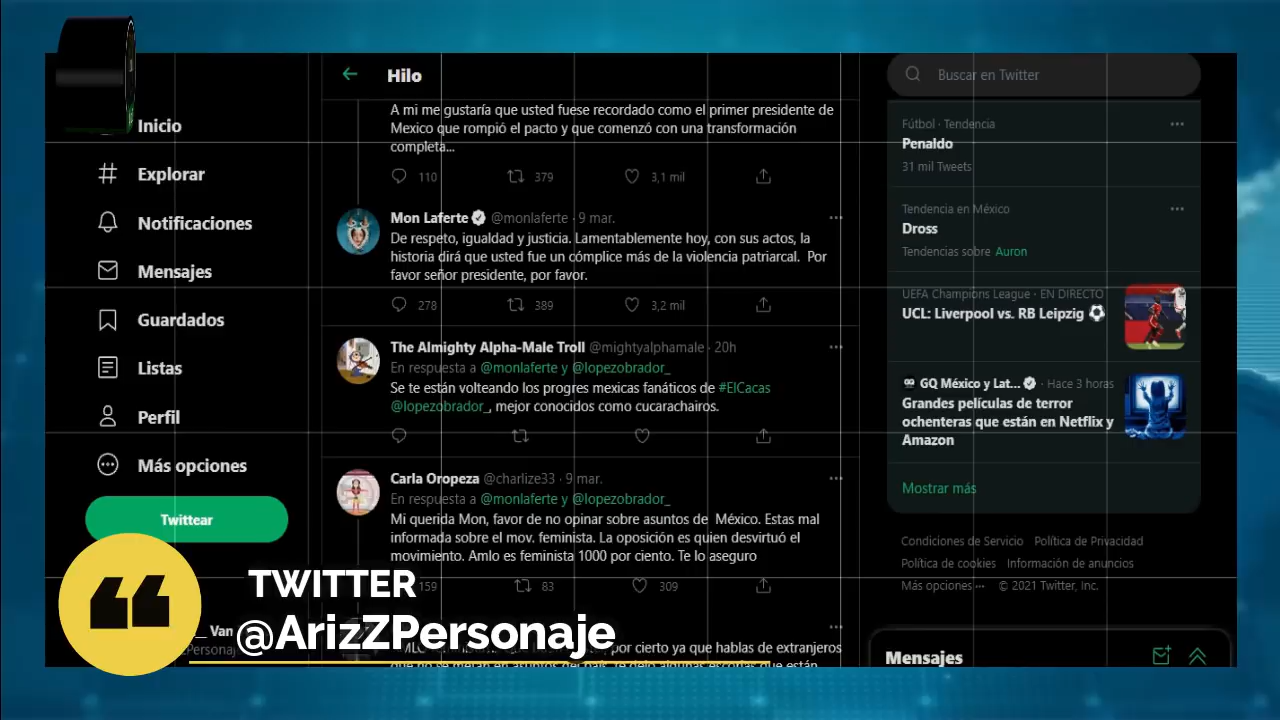 Hilo
Inicio
Explorar
Notificaciones
Mensajes
Guardados
Listas
Perfil
Más opciones
Twittear
A mi me gustaría que usted fuese recordado como el primer presidente de
Mexico que rompió el pacto y que comenzó con una transformación
completa...
110 379 3,1 mil
Mon Laferte @monlaferte · 9 mar.
De respeto, igualdad y justicia. Lamentablemente hoy, con sus actos, la
historia dirá que usted fue un cómplice más de la violencia patriarcal. Por
favor señor presidente, por favor.
278 389 3,2 mil
The Almighty Alpha-Male Troll @mightyalphamale · 20h
En respuesta a @monlaferte y @lopezobrador_
Se te están volteando los progres mexicas fanáticos de #ElCacas
@lopezobrador_, mejor conocidos como cucarachairos.
Carla Oropeza @charlize33 · 9 mar.
En respuesta a @monlaferte y @lopezobrador_
Mi querida Mon, favor de no opinar sobre asuntos de México. Estas mal
informada sobre el mov. feminista. La oposición es quien desvirtuó el
movimiento. Amlo es feminista 1000 por ciento. Te lo aseguro
159 83 309
por cierto ya que hablas de extranjeros
Buscar en Twitter
Fútbol · Tendencia
Penaldo
31 mil Tweets
Tendencia en México
Dross
Tendencias sobre Auron
UEFA Champions League · EN DIRECTO
UCL: Liverpool vs. RB Leipzig
GQ México y Lat... · Hace 3 horas
Grandes películas de terror
ochenteras que están en Netflix y
Amazon
Mostrar más
Condiciones de Servicio Política de Privacidad
Política de cookies Información de anuncios
Más opciones ··· © 2021 Twitter, Inc.
Mensajes
TWITTER
@ArizZPersonaje